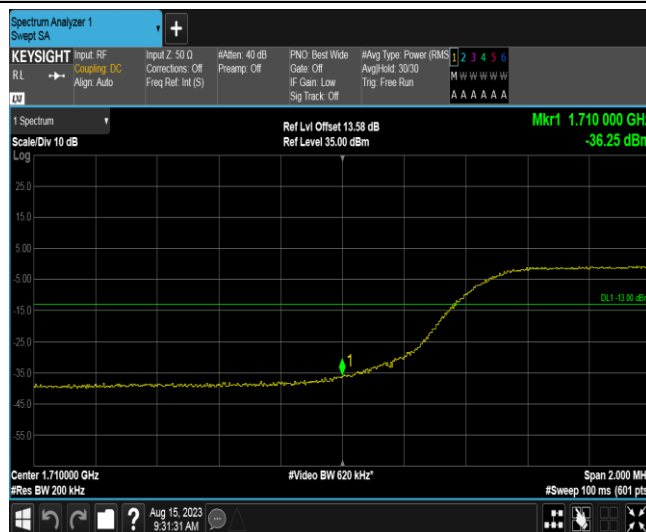 Spectrum Analyzer 1
Swept SA
+
KEYSIGHT Input: RF Input Z: 50 Ω #Atten: 40 dB PNO: Best Wide #Avg Type: Power (RMS 1 2 3 4 5 6
RL Coupling: DC Corrections: Off Preamp: Off Gate: Off Avg|Hold: 30/30 M W W W W W
Align: Auto Freq Ref: Int (S) IF Gain: Low Trig: Free Run
Sig Track: Off A A A A A A
LXI
1 Spectrum Ref Lvl Offset 13.58 dB Mkr1 1.710 000 GHz
Scale/Div 10 dB Ref Level 35.00 dBm -36.25 dBm
Log
25.0
15.0
5.00
-5.00
DL1 -13.00 dBm
-15.0
-25.0
1
-35.0
-45.0
-55.0
Center 1.710000 GHz #Video BW 620 kHz* Span 2.000 MH
#Res BW 200 kHz #Sweep 100 ms (601 pts
? Aug 15, 2023
9:31:31 AM